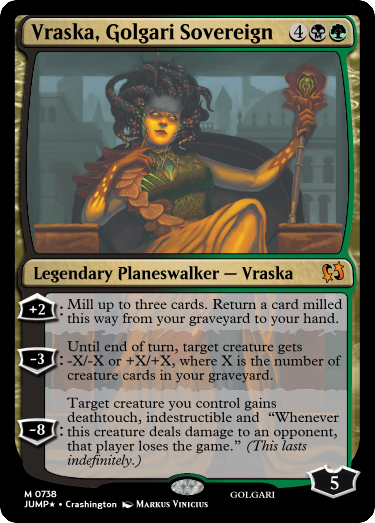 Vraska, Golgari Sovereign 4
Legendary Planeswalker — Vraska
+2: Mill up to three cards. Return a card milled
this way from your graveyard to your hand.
Until end of turn, target creature gets
-3: -X/-X or +X/+X, where X is the number of
creature cards in your graveyard.
Target creature you control gains
deathtouch, indestructible and “Whenever
-8: this creature deals damage to an opponent,
that player loses the game.” (This lasts
indefinitely.)
5
M 0738
JUMP★ • Crashington Markus Vinicius
GOLGARI